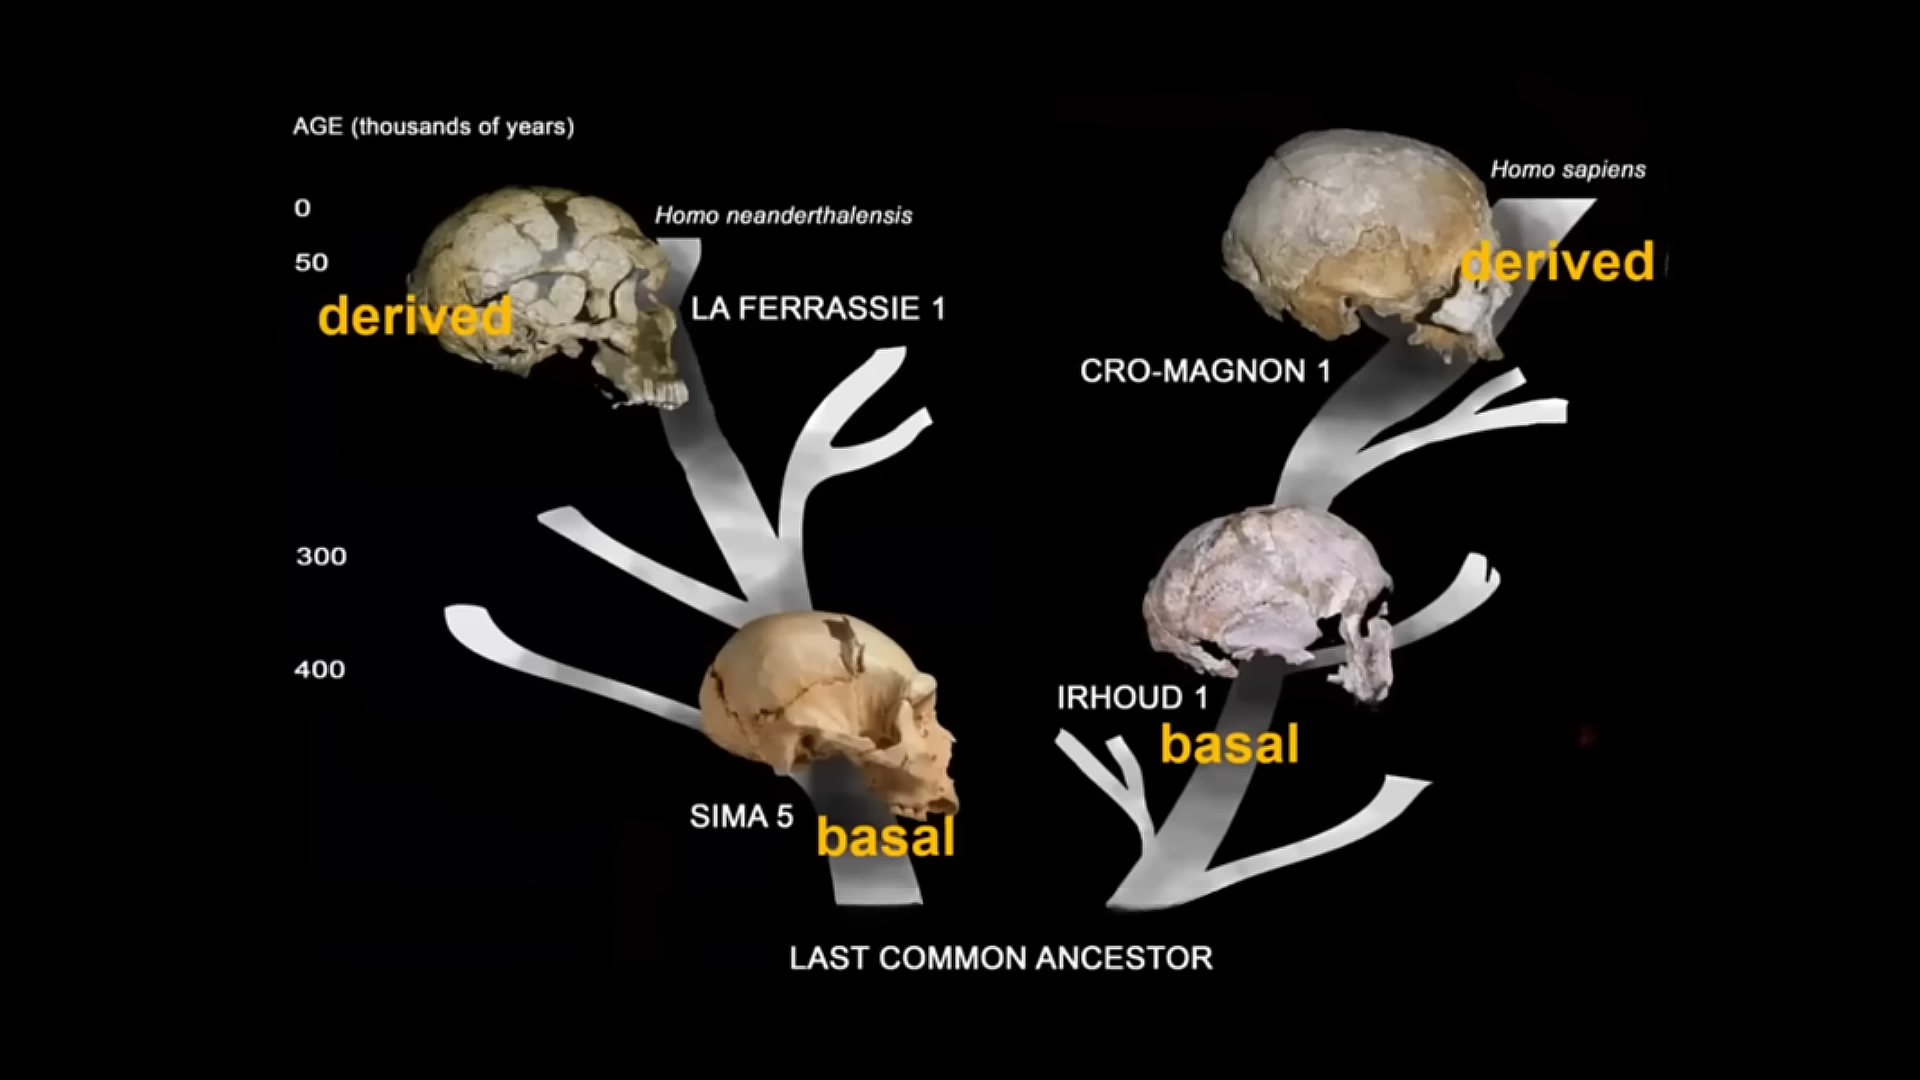 AGE (thousands of years)
Homo sapiens
0
Homo neanderthalensis
50
derived
derived
LA FERRASSIE 1
CRO-MAGNON 1
300
400
IRHOUD 1
basal
SIMA 5
basal
LAST COMMON ANCESTOR